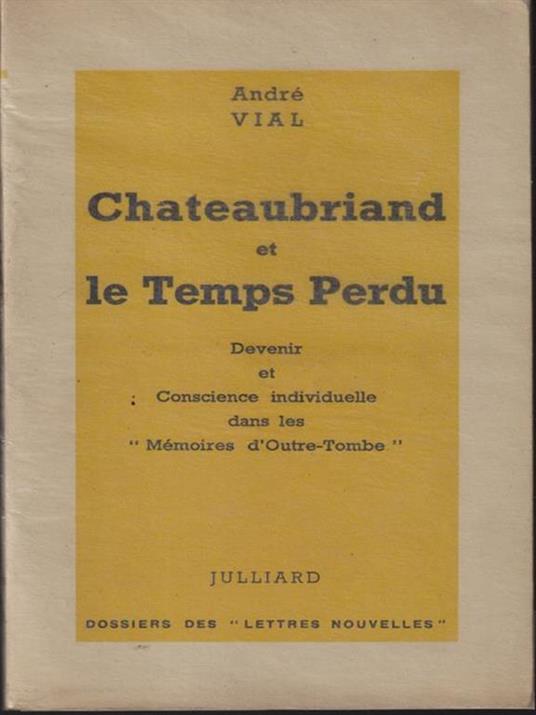 André
VIAL
Chateaubriand
et
le Temps Perdu
Devenir
et
Conscience individuelle
dans les
" Mémoires d'Outre-Tombe "
JULLIARD
DOSSIERS DES " LETTRES NOUVELLES "